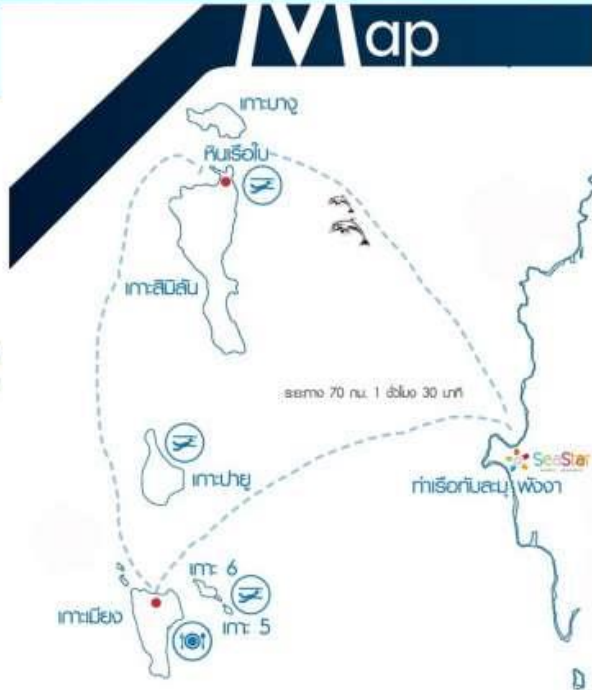 Map
เกาะบางู
หินเรือใบ
เกาะสิมิลัน
ระยะทาง 70 กม. 1 ชั่วโมง 30 นาที
SeaStar
เกาะปายู
ท่าเรือทับละมุ พังงา
เกาะ 6
เกาะเมียง
เกาะ 5